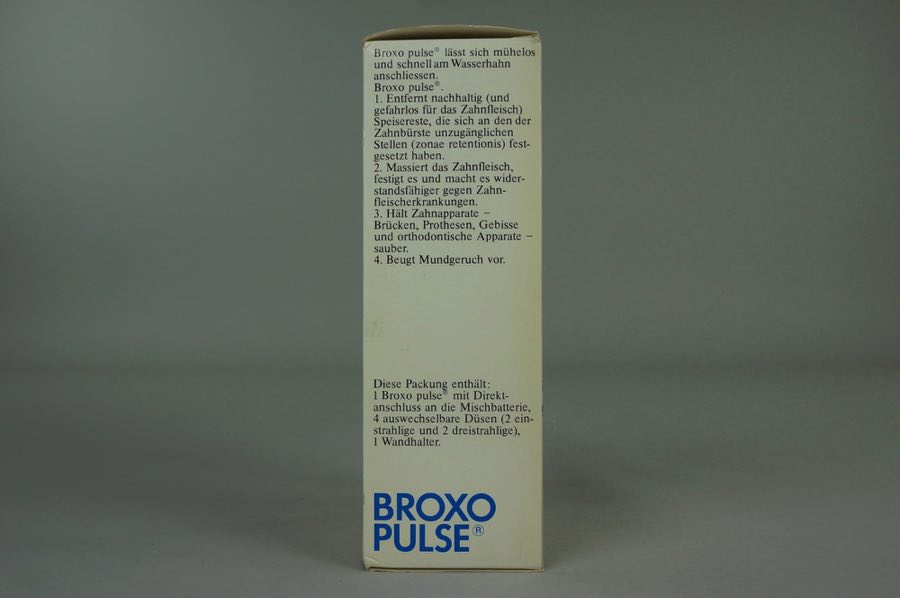 Broxo pulse® lässt sich mühelos
und schnell am Wasserhahn
anschliessen.
Broxo pulse®.
1. Entfernt nachhaltig (und
gefahrlos für das Zahnfleisch)
Speisereste, die sich an den der
Zahnbürste unzugänglichen
Stellen (zonae retentionis) fest-
gesetzt haben.
2. Massiert das Zahnfleisch,
festigt es und macht es wider-
standsfähiger gegen Zahn-
fleischerkrankungen.
3. Hält Zahnapparate –
Brücken, Prothesen, Gebisse
und orthodontische Apparate –
sauber.
4. Beugt Mundgeruch vor.
Diese Packung enthält:
1 Broxo pulse® mit Direkt-
anschluss an die Mischbatterie,
4 auswechselbare Düsen (2 ein-
strahlige und 2 dreistrahlige),
1 Wandhalter.
BROXO
PULSE®